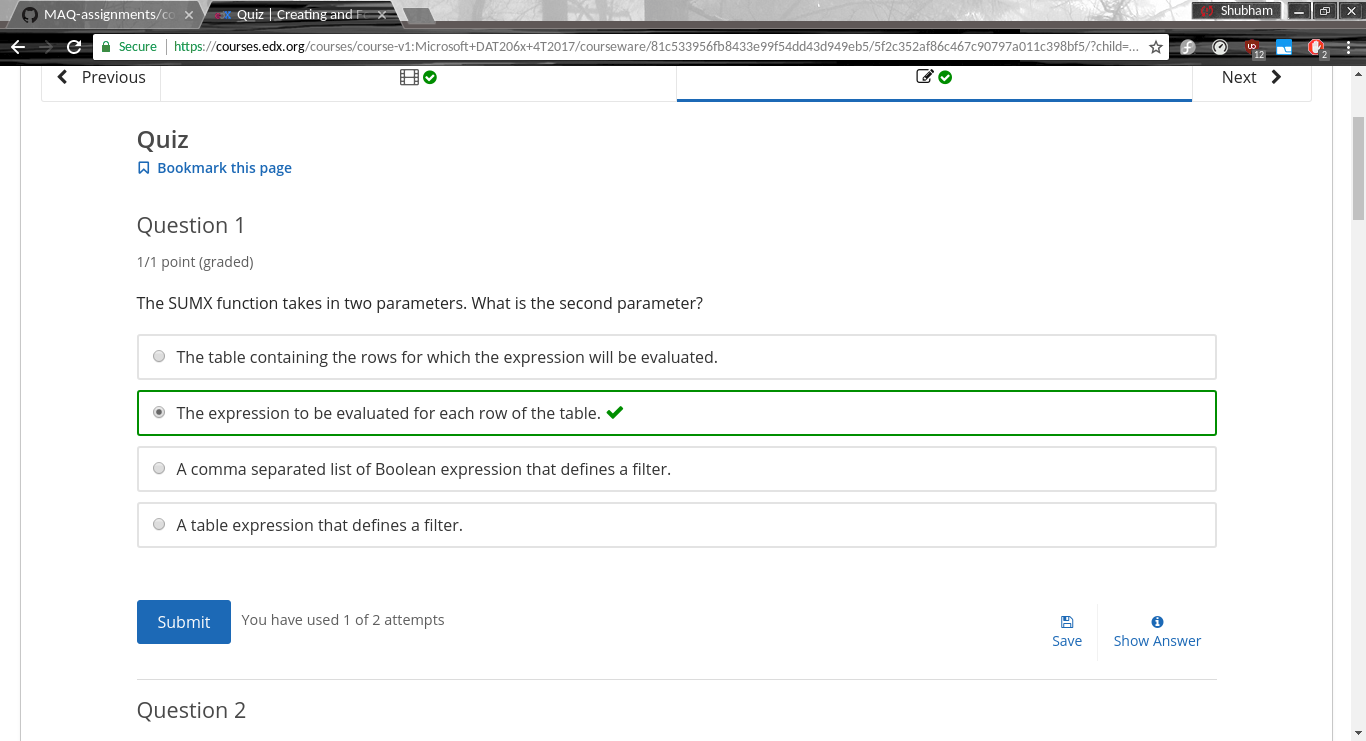 MAQ-assignments/co
Quiz | Creating and F
Shubham
Secure
https://courses.edx.org/courses/course-v1:Microsoft+DAT206x+4T2017/courseware/81c533956fb8433e99f54dd43d949eb5/5f2c352af86c467c90797a011c398bf5/?child=...
12
2
Previous
Next
Quiz
Bookmark this page
Question 1
1/1 point (graded)
The SUMX function takes in two parameters. What is the second parameter?
The table containing the rows for which the expression will be evaluated.
The expression to be evaluated for each row of the table.
A comma separated list of Boolean expression that defines a filter.
A table expression that defines a filter.
Submit
You have used 1 of 2 attempts
Save
Show Answer
Question 2